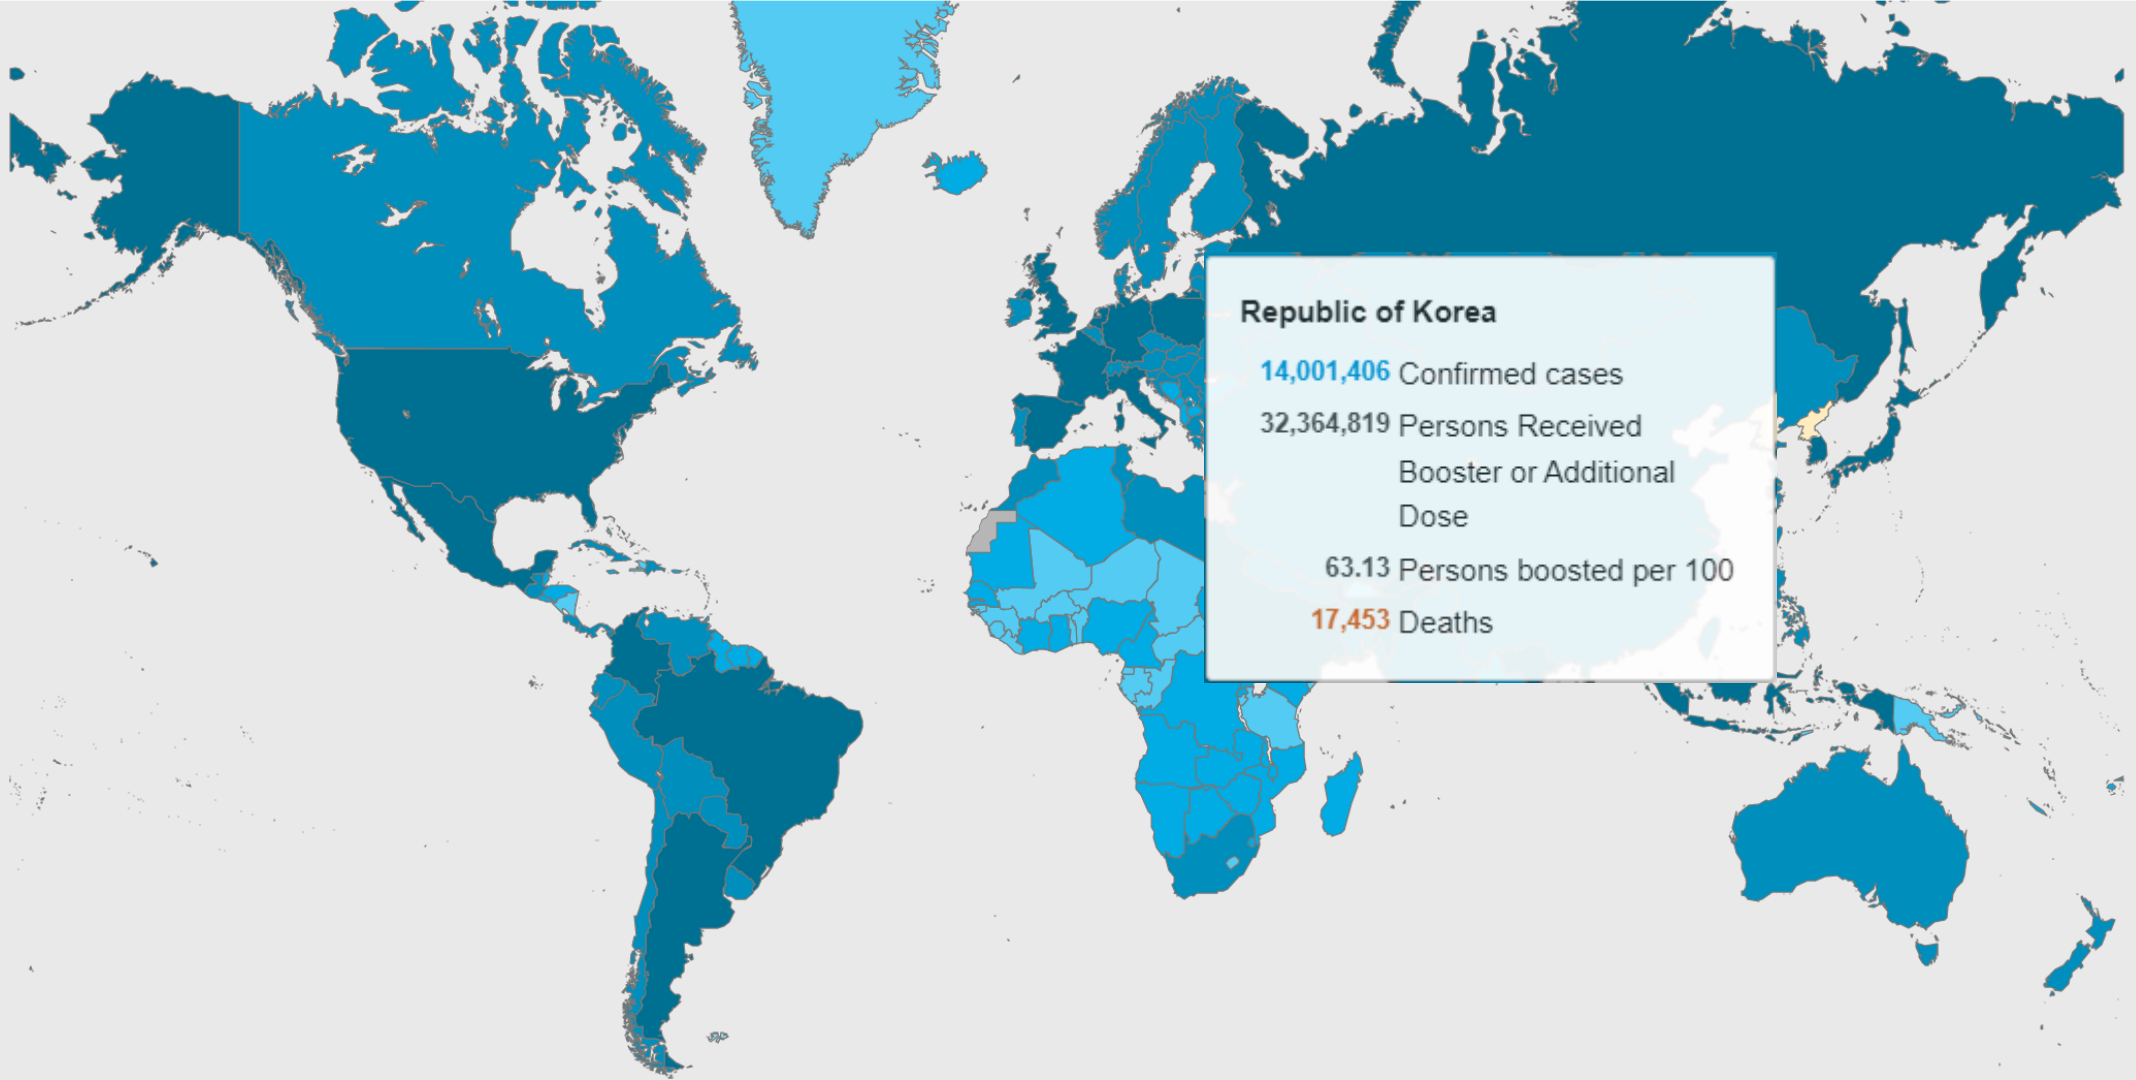 Republic of Korea
14,001,406 Confirmed cases
32,364,819 Persons Received
Booster or Additional
Dose
63.13 Persons boosted per 100
17,453 Deaths